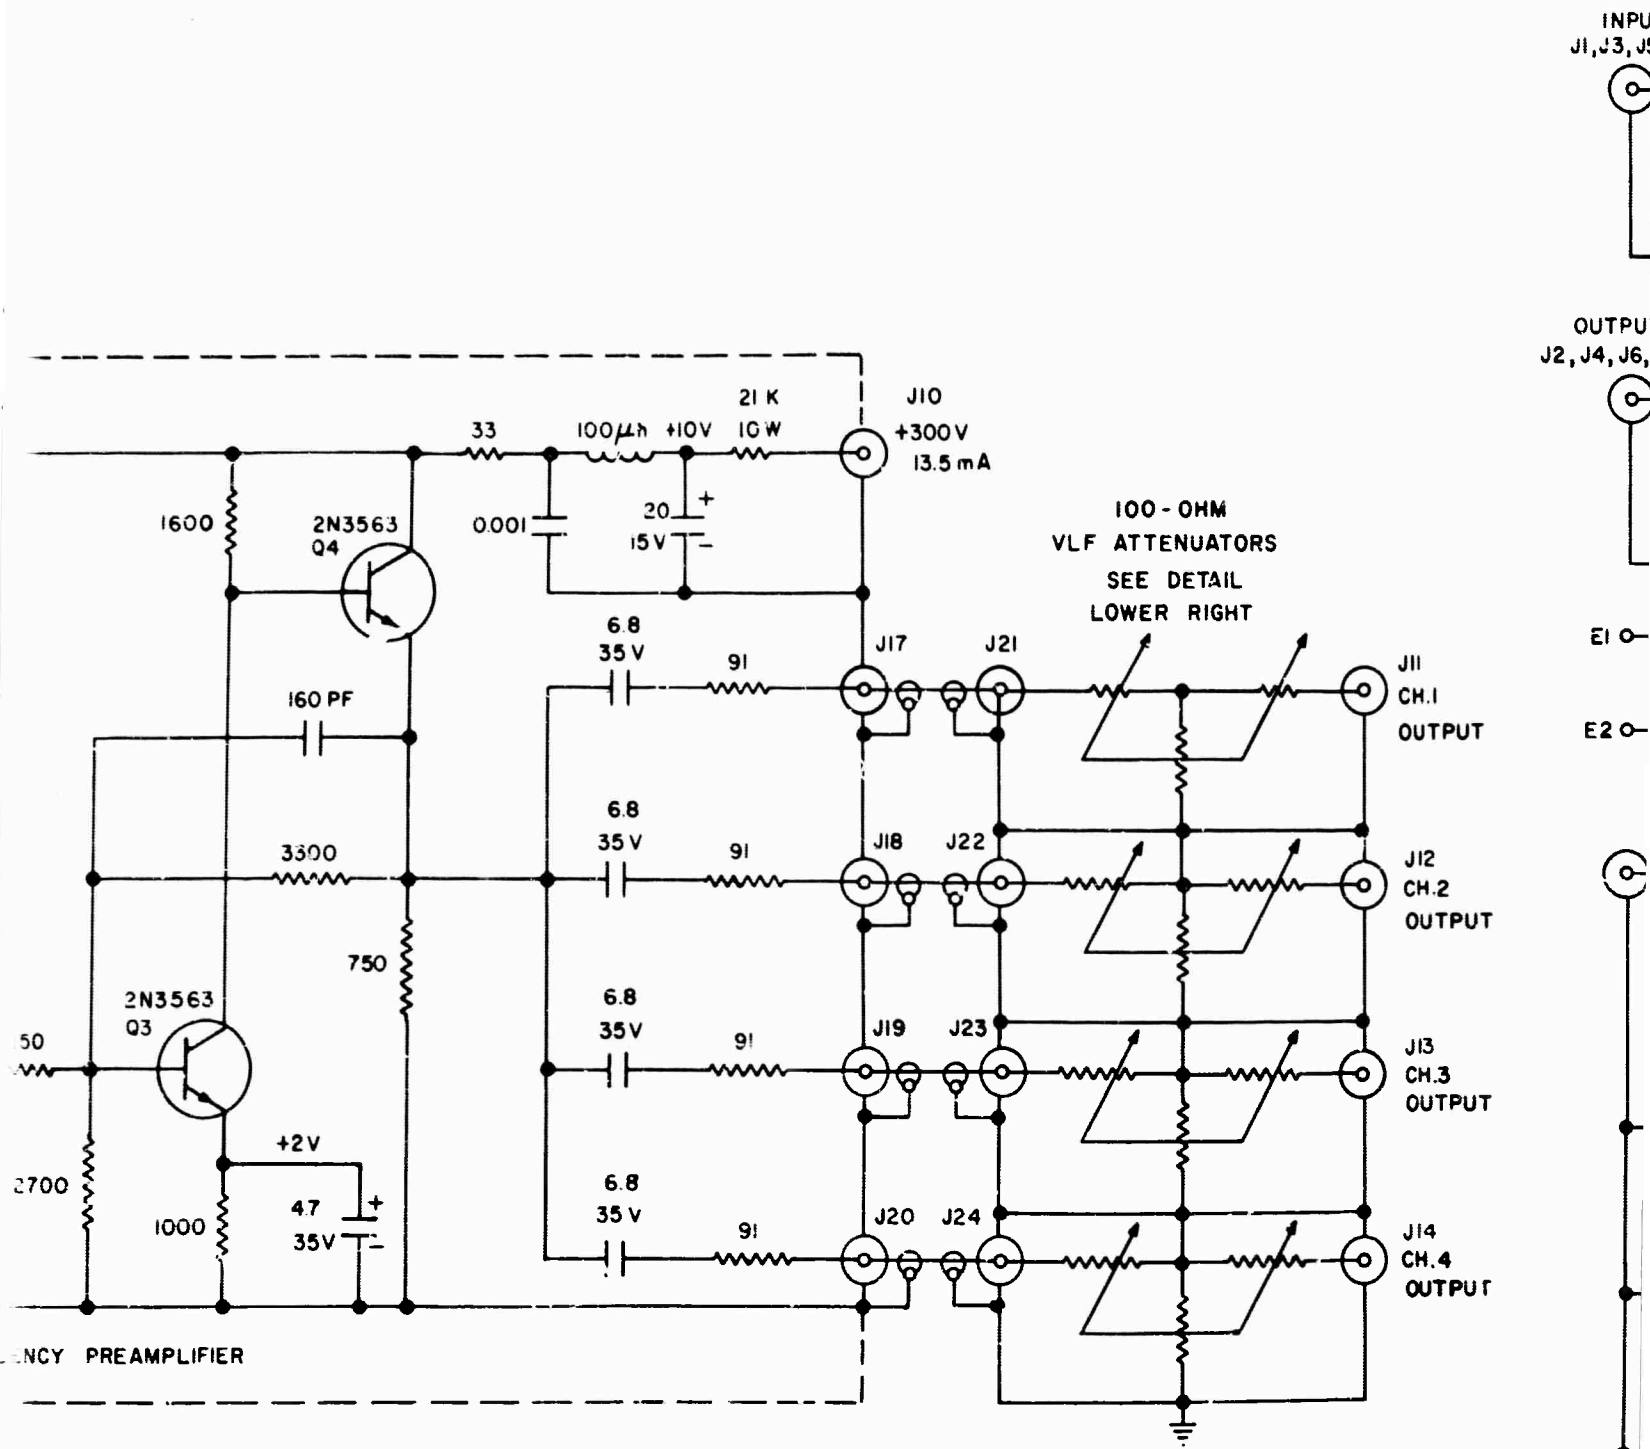 INPU
J1, J3, J5
OUTPU
J2, J4, J6,
E1
E2
21 K
10W
J10
+300V
13.5 mA
33
100μh
+10V
1600
2N3563
Q4
0.001
20
15V
+
−
100-OHM
VLF ATTENUATORS
SEE DETAIL
LOWER RIGHT
6.8
35V
91
J17
J21
J11
CH.1
OUTPUT
160 PF
6.8
35V
91
J18
J22
J12
CH.2
OUTPUT
3300
750
2N3563
Q3
50
6.8
35V
91
J19
J23
J13
CH.3
OUTPUT
+2V
2700
1000
4.7
35V
+
−
6.8
35V
91
J20
J24
J14
CH.4
OUTPUT
ENCY PREAMPLIFIER